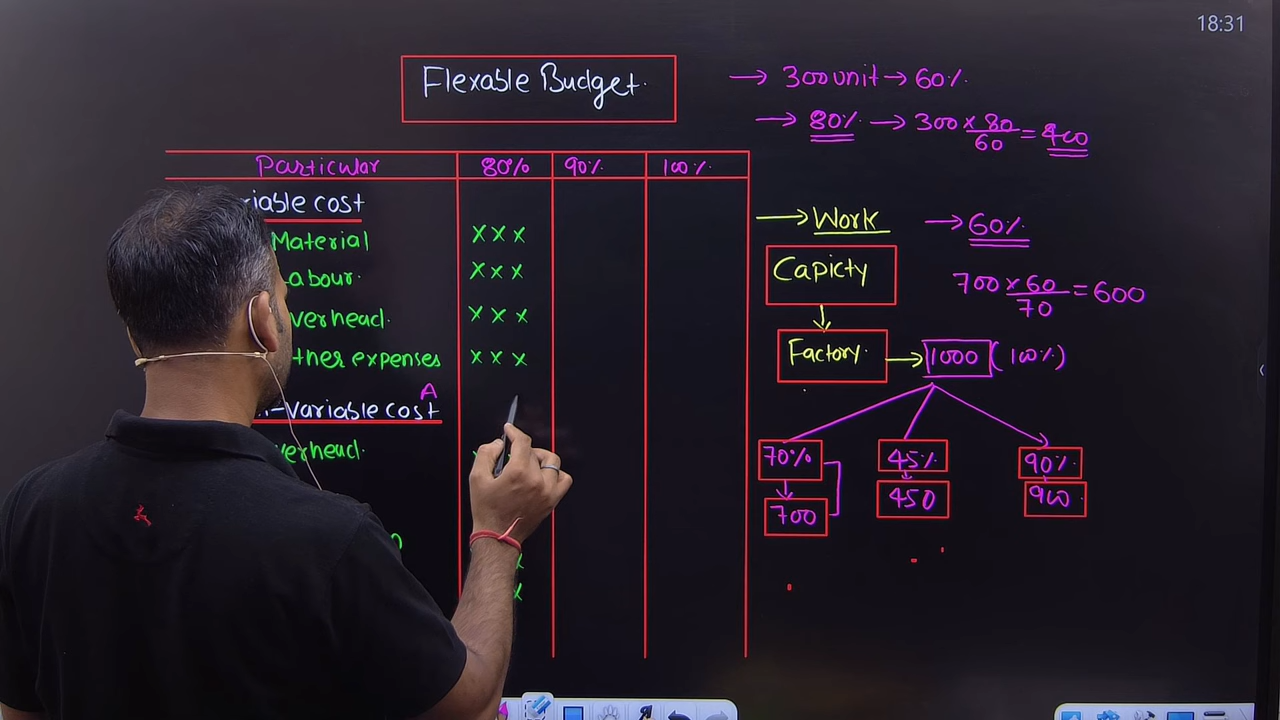 18:31
Flexable Budget.
→ 300 unit → 60%
→ 80% → 300 × 80/60 = 400
Particular 80% 90% 100%
riable cost
Material x x x
abour x x x
verhead. x x x
ther expenses x x x
A
-variable cost
verhead.
→ Work → 60%
Capicty
700 × 60/70 = 600
Factory. → 1000 (100%)
70% 45% 90%
700 450 900